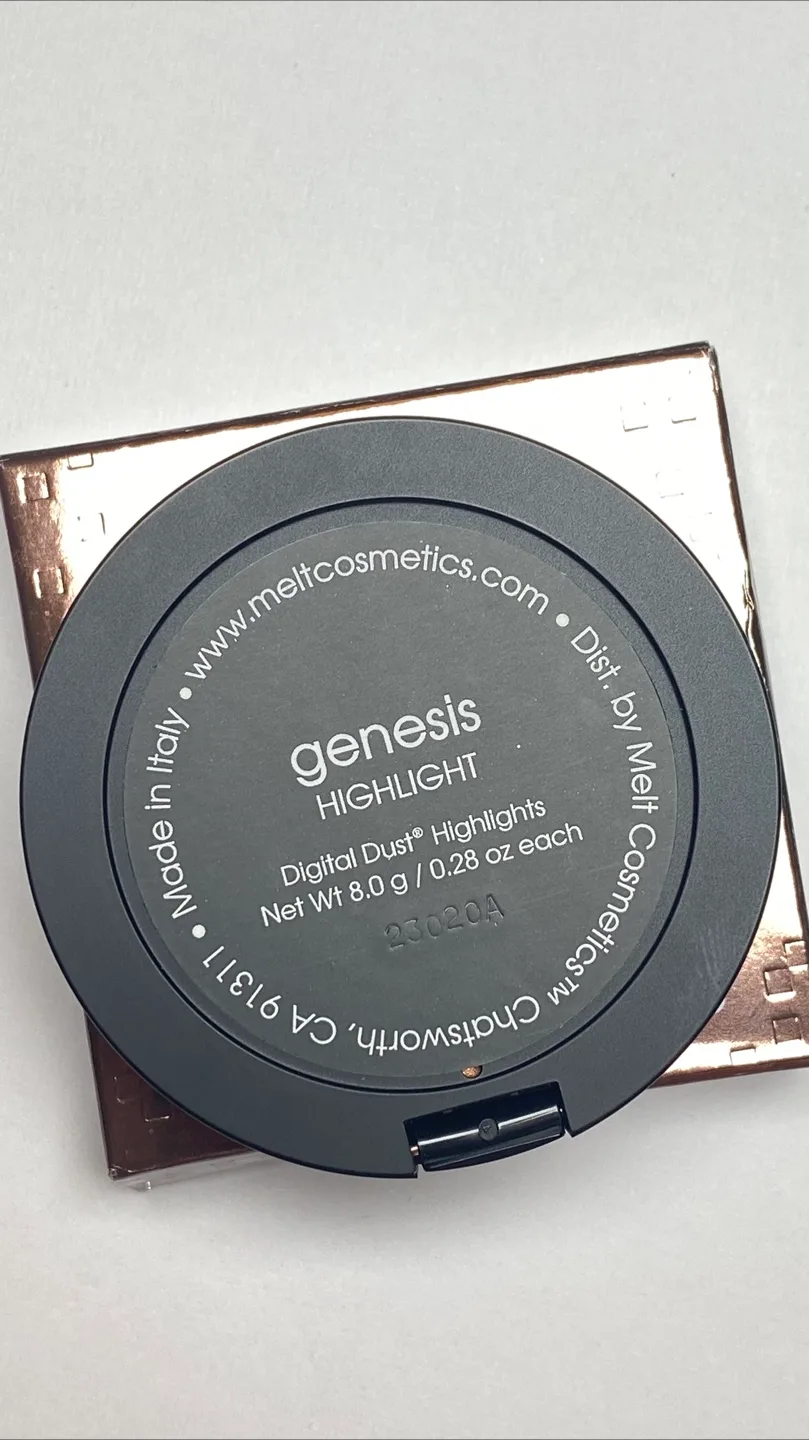 www.meltcosmetics.com • Dist. by Melt Cosmetics™ Chatsworth, CA 91311 • Made in Italy •
genesis
HIGHLIGHT
Digital Dust® Highlights
Net Wt 8.0 g / 0.28 oz each
23020A